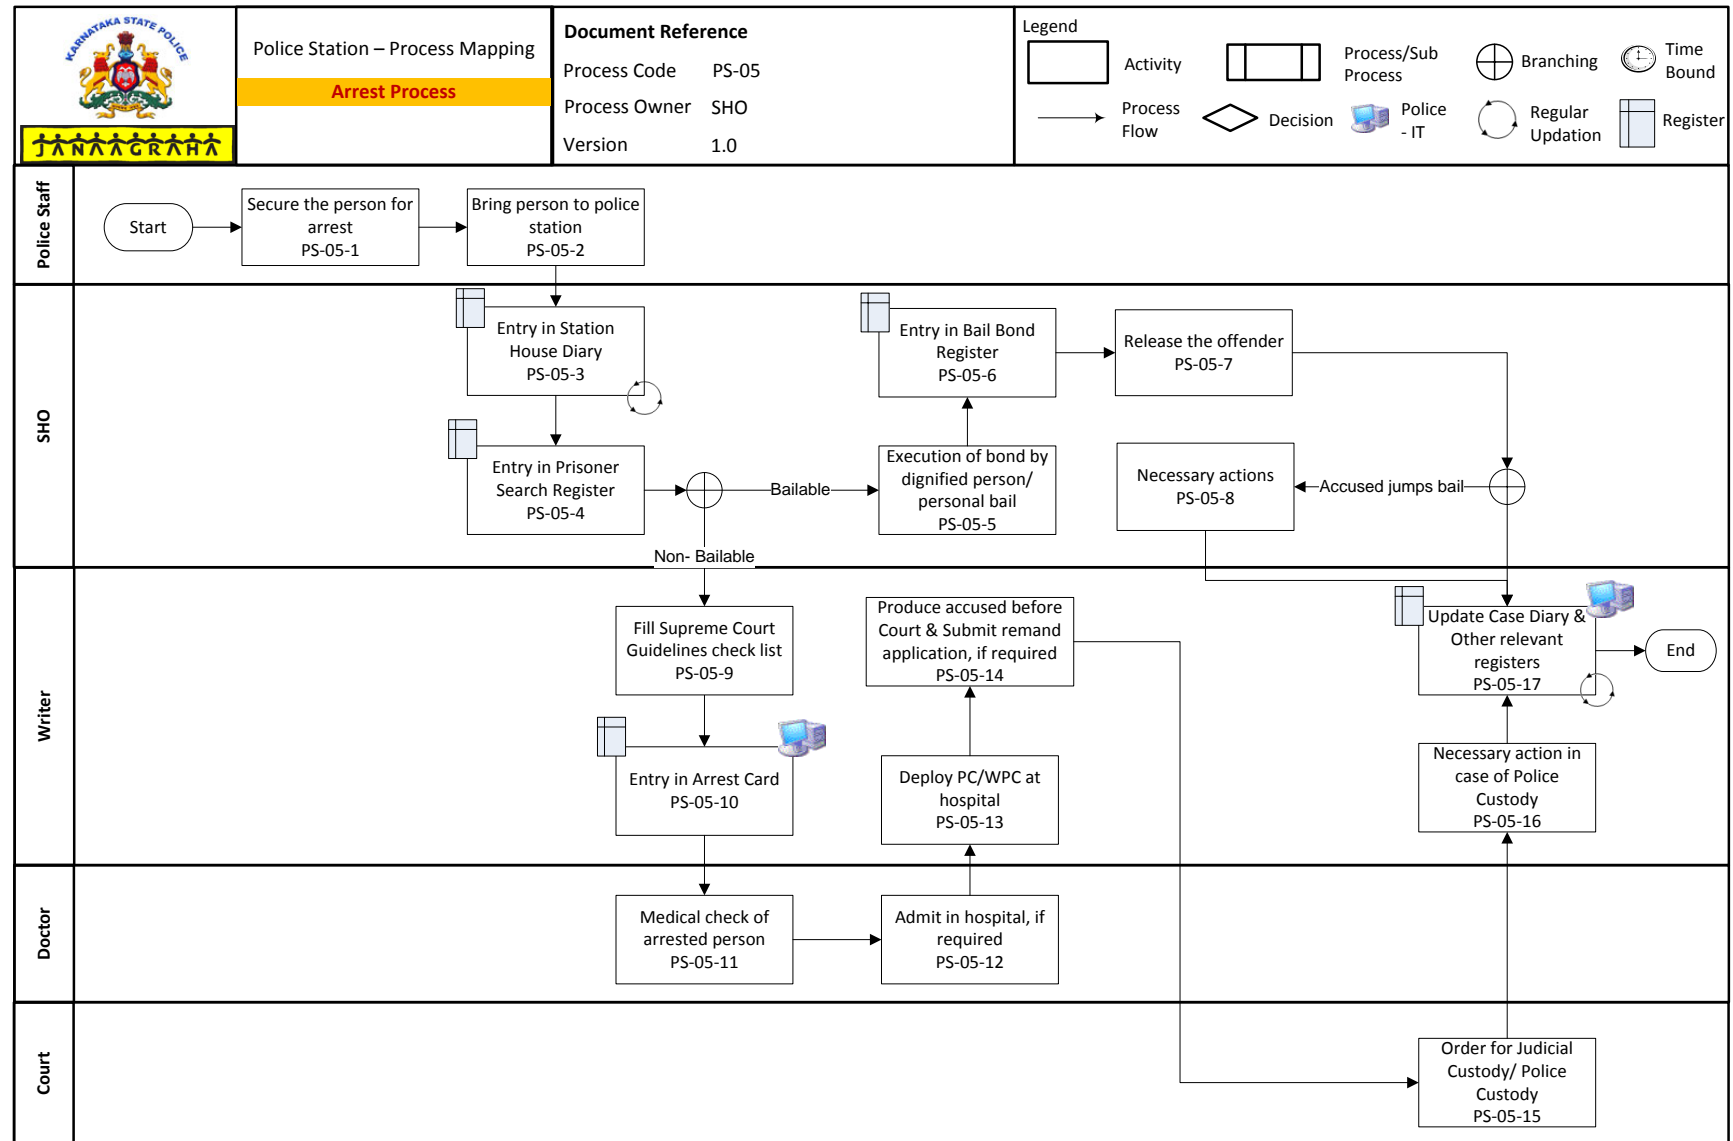 KARNATAKA STATE POLICE
JANAAGRAHA
Police Station – Process Mapping
Arrest Process
Document Reference
Process Code PS-05
Process Owner SHO
Version 1.0
Legend
Activity
Process/Sub
Process
Branching
Time
Bound
Process
Flow
Decision
Police
- IT
Regular
Updation
Register
Police Staff
Start
Secure the person for
arrest
PS-05-1
Bring person to police
station
PS-05-2
SHO
Entry in Station
House Diary
PS-05-3
Entry in Prisoner
Search Register
PS-05-4
Bailable
Non- Bailable
Execution of bond by
dignified person/
personal bail
PS-05-5
Entry in Bail Bond
Register
PS-05-6
Release the offender
PS-05-7
Accused jumps bail
Necessary actions
PS-05-8
Writer
Fill Supreme Court
Guidelines check list
PS-05-9
Entry in Arrest Card
PS-05-10
Produce accused before
Court & Submit remand
application, if required
PS-05-14
Deploy PC/WPC at
hospital
PS-05-13
Update Case Diary &
Other relevant
registers
PS-05-17
End
Necessary action in
case of Police
Custody
PS-05-16
Doctor
Medical check of
arrested person
PS-05-11
Admit in hospital, if
required
PS-05-12
Court
Order for Judicial
Custody/ Police
Custody
PS-05-15